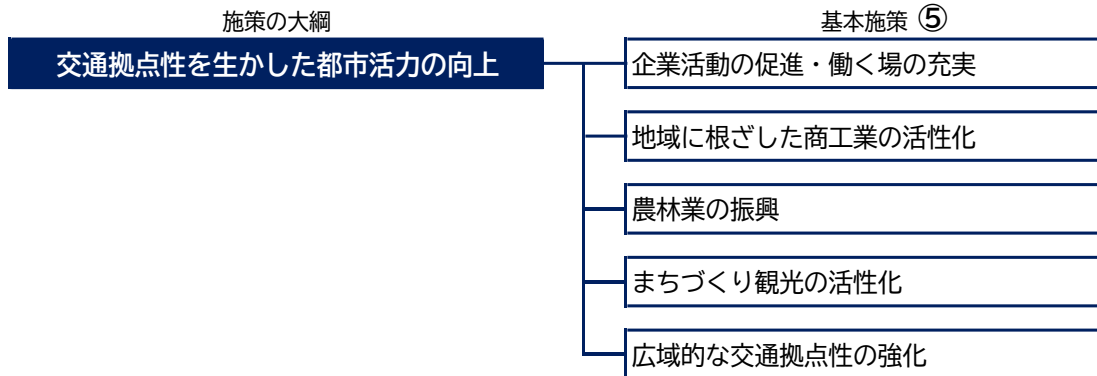 施策の大綱
基本施策 ⑤
交通拠点性を生かした都市活力の向上
企業活動の促進・働く場の充実
地域に根ざした商工業の活性化
農林業の振興
まちづくり観光の活性化
広域的な交通拠点性の強化